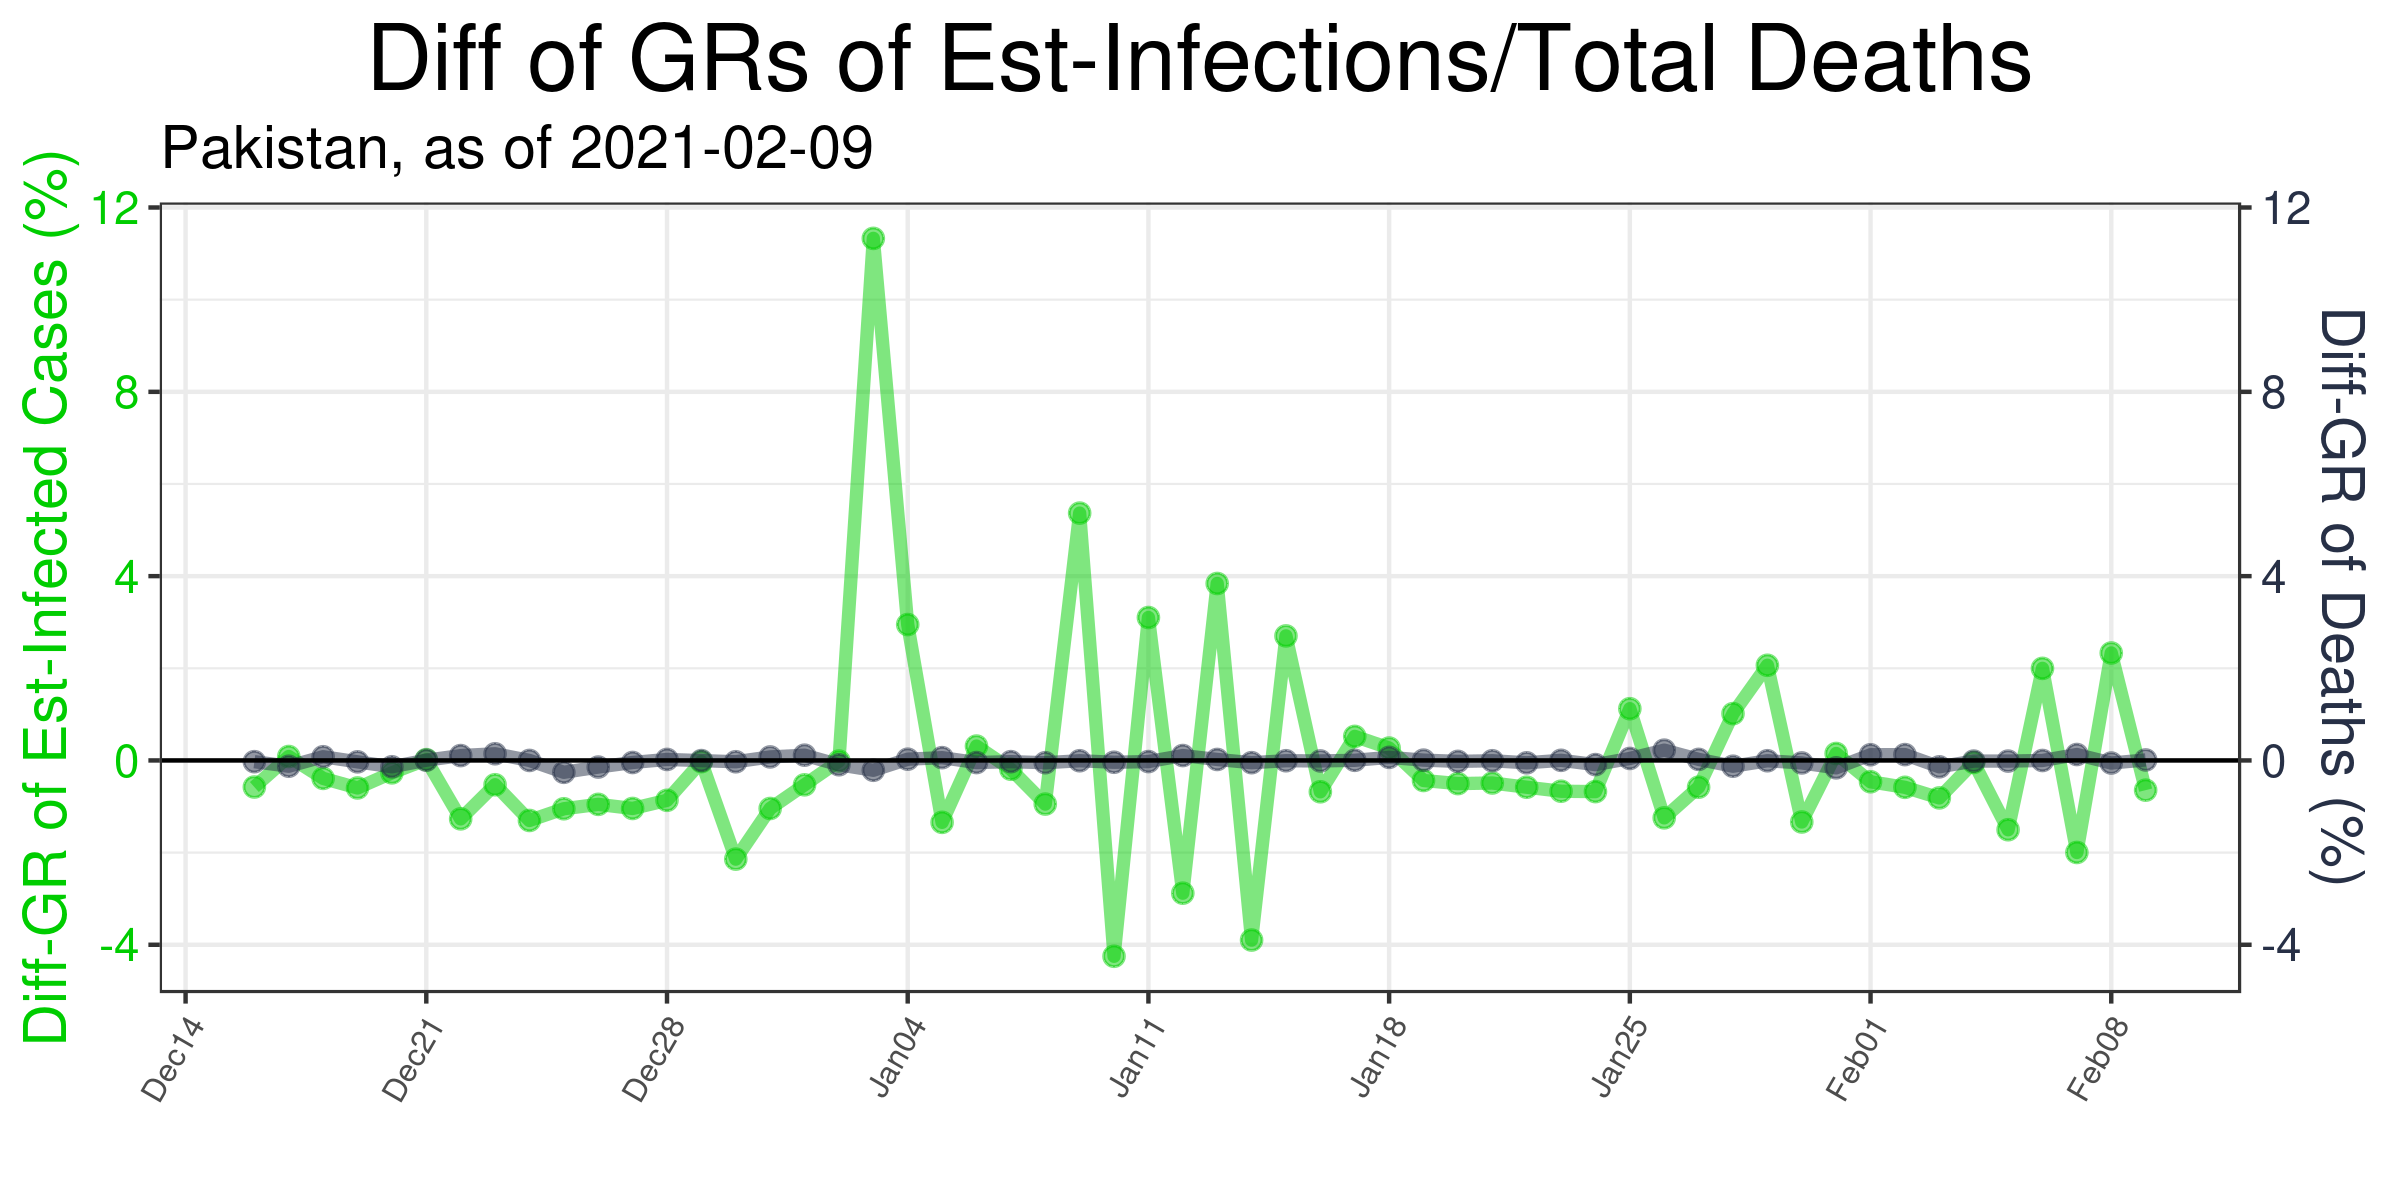 Diff of GRs of Est-Infections/Total Deaths
Pakistan, as of 2021-02-09
Diff-GR of Est-Infected Cases (%)
12
8
4
0
-4
12
8
4
0
-4
Diff-GR of Deaths (%)
Dec14
Dec21
Dec28
Jan04
Jan11
Jan18
Jan25
Feb01
Feb08